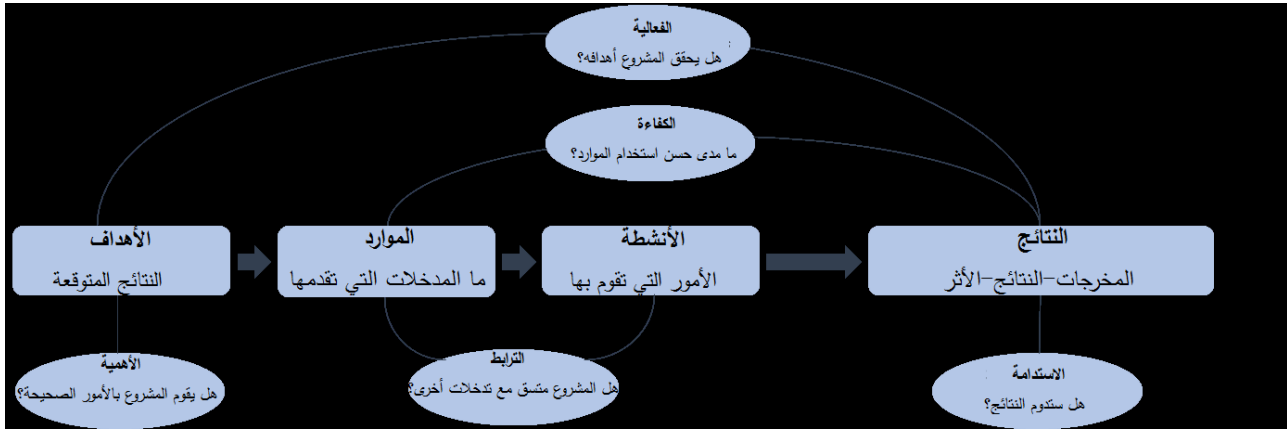 الفعالية
هل يحقق المشروع أهدافه؟
الكفاءة
ما مدى حسن استخدام الموارد؟
الأهداف
النتائج المتوقعة
الموارد
ما المدخلات التي تقدمها
الأنشطة
الأمور التي تقوم بها
النتائج
المخرجات-النتائج-الأثر
الأهمية
هل يقوم المشروع بالأمور الصحيحة؟
الترابط
هل المشروع متسق مع تدخلات أخرى؟
الاستدامة
هل ستدوم النتائج؟